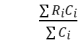 ∑ RᵢCᵢ
∑ Cᵢ